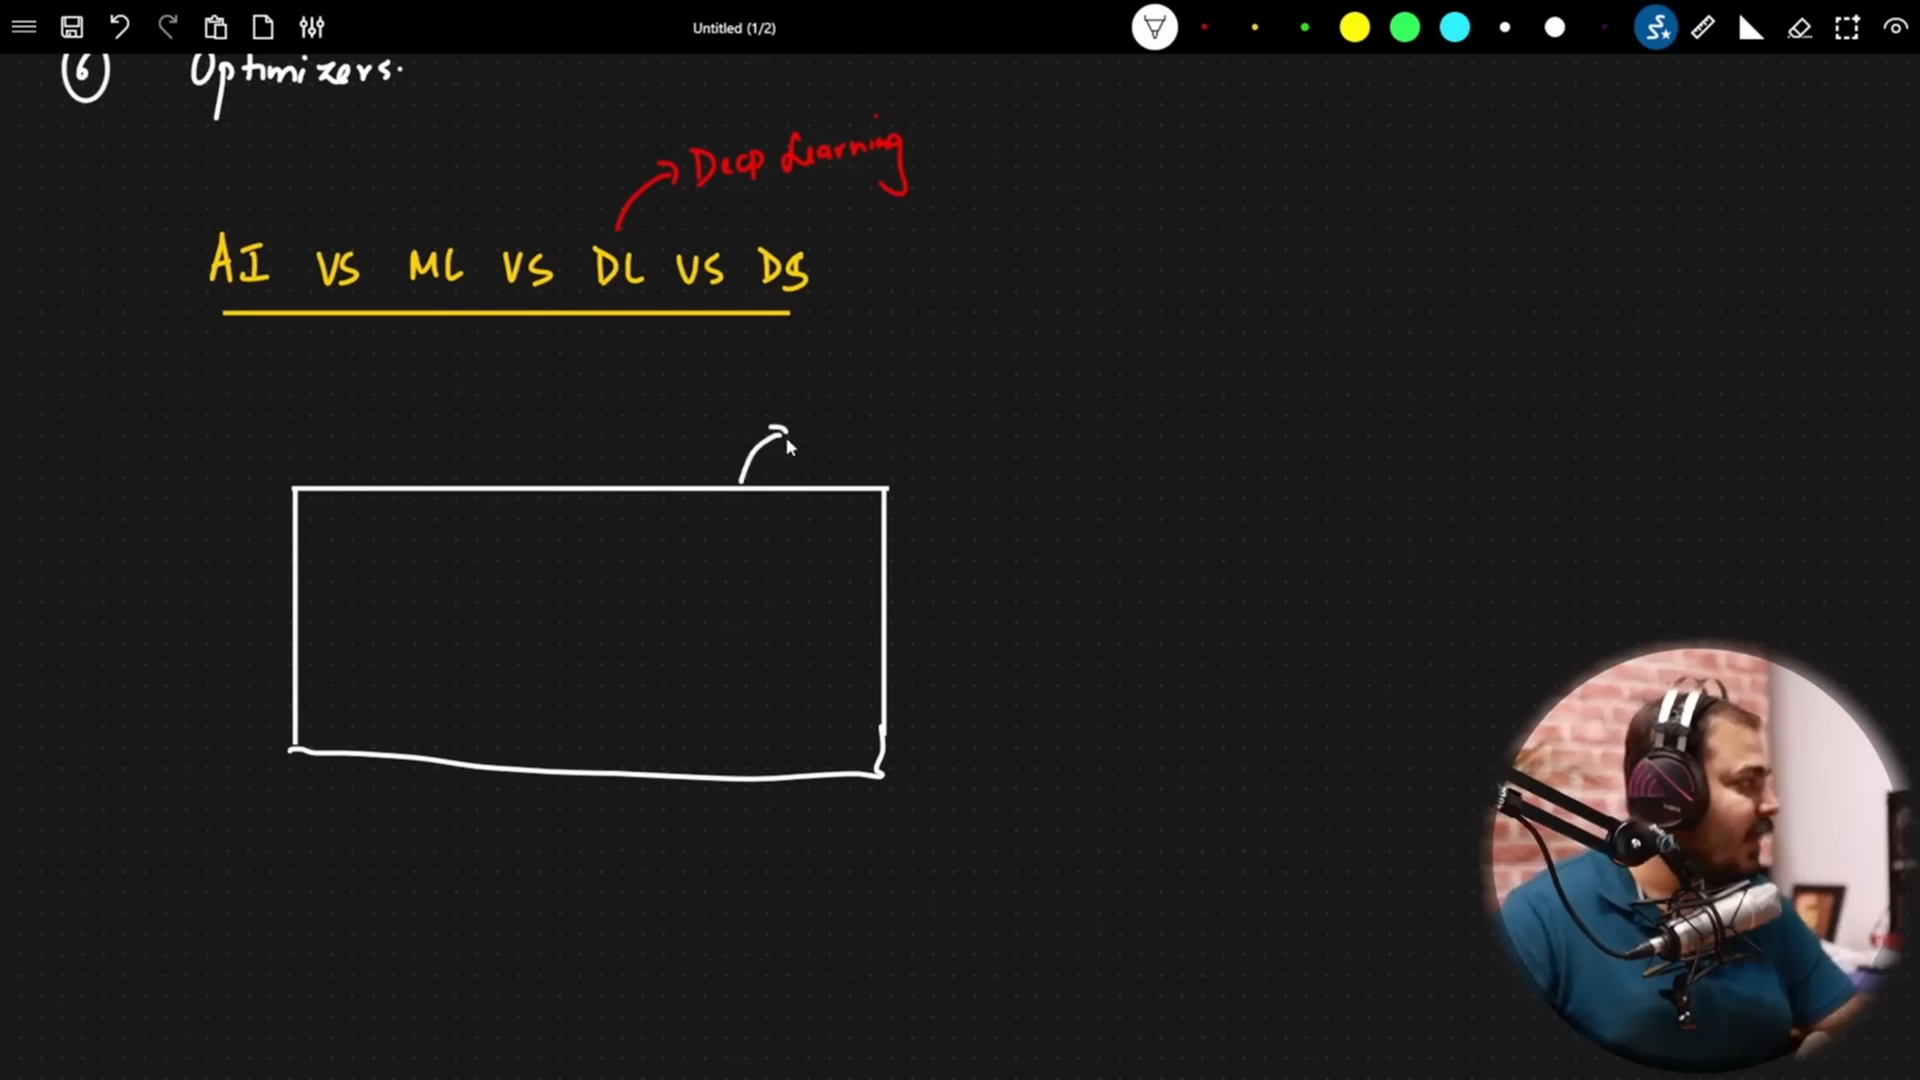 Untitled (1/2)
6 Optimizers.
Deep Learning
AI VS ML VS DL VS DS